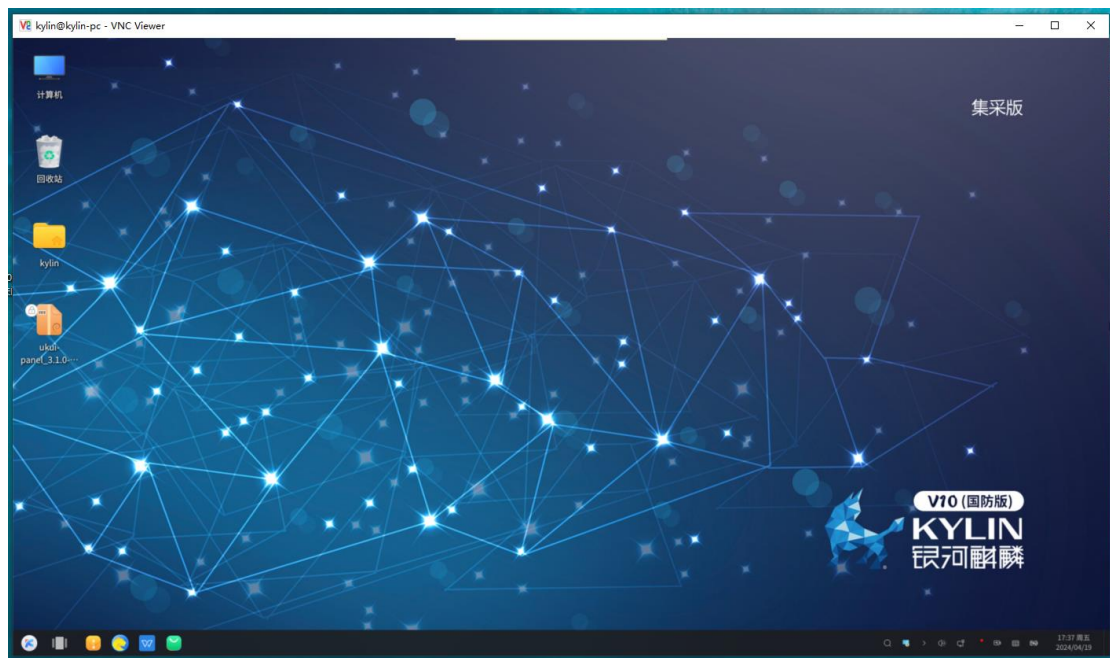 kylin@kylin-pc - VNC Viewer
计算机
集采版
回收站
kylin
ukui-
panel_3.1.0-···
V10 (国防版)
KYLIN
银河麒麟
17:37 周五
2024/04/19